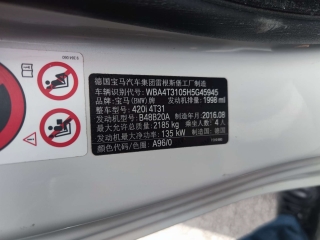 德国宝马汽车集团雷根斯堡工厂制造
车辆识别代号: WBA4T3105H5G45945
品牌: 宝马(BMW)牌 发动机排量: 1998 ml
整车型号: 420i 4T31
发动机型号: B48B20A 制造年月: 2016.08
最大允许总质量: 2185 kg 乘坐人数: 4 人
发动机最大净功率: 135 kW 制造国: 德国
颜色代码/色圈 A96/0